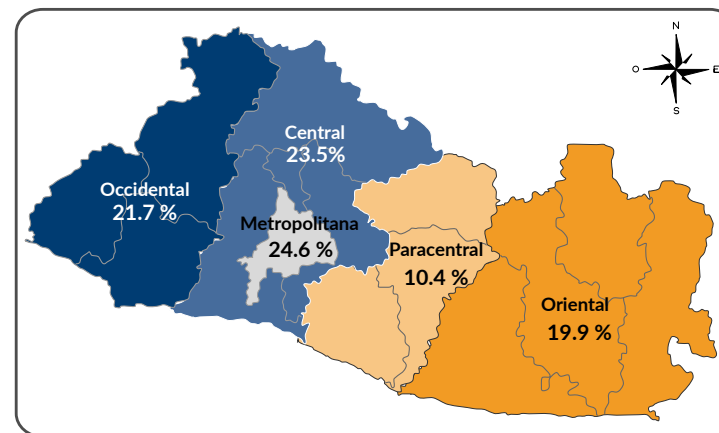 N
O
E
S
Central
23.5%
Occidental
21.7 %
Metropolitana
24.6 %
Paracentral
10.4 %
Oriental
19.9 %